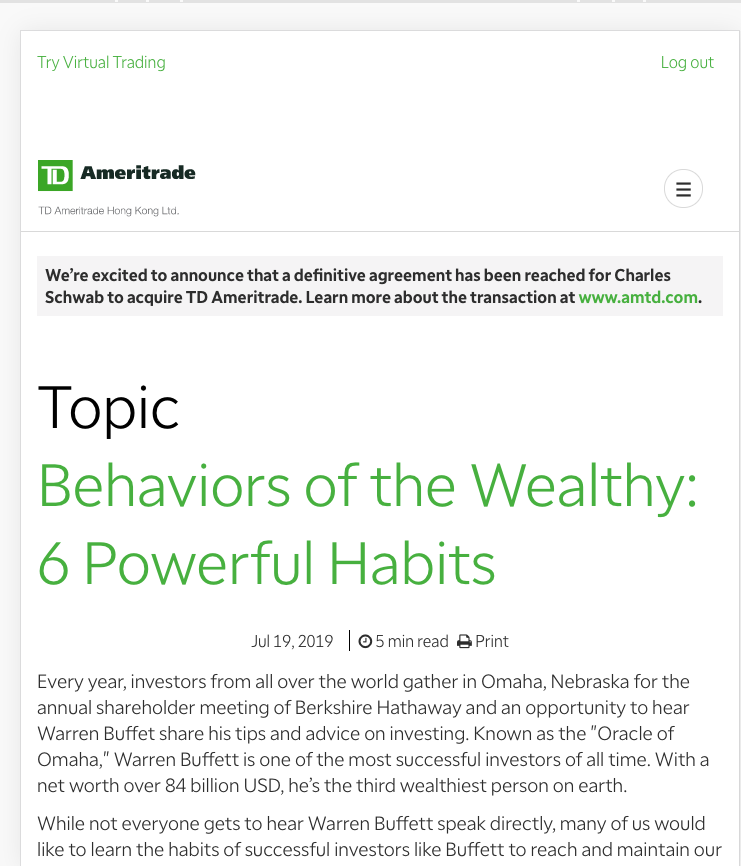 Try Virtual Trading
Log out
TD Ameritrade
TD Ameritrade Hong Kong Ltd.
We're excited to announce that a definitive agreement has been reached for Charles
Schwab to acquire TD Ameritrade. Learn more about the transaction at www.amtd.com.
Topic
Behaviors of the Wealthy:
6 Powerful Habits
Jul 19, 2019 | 5 min read Print
Every year, investors from all over the world gather in Omaha, Nebraska for the
annual shareholder meeting of Berkshire Hathaway and an opportunity to hear
Warren Buffet share his tips and advice on investing. Known as the "Oracle of
Omaha," Warren Buffett is one of the most successful investors of all time. With a
net worth over 84 billion USD, he's the third wealthiest person on earth.
While not everyone gets to hear Warren Buffett speak directly, many of us would
like to learn the habits of successful investors like Buffett to reach and maintain our